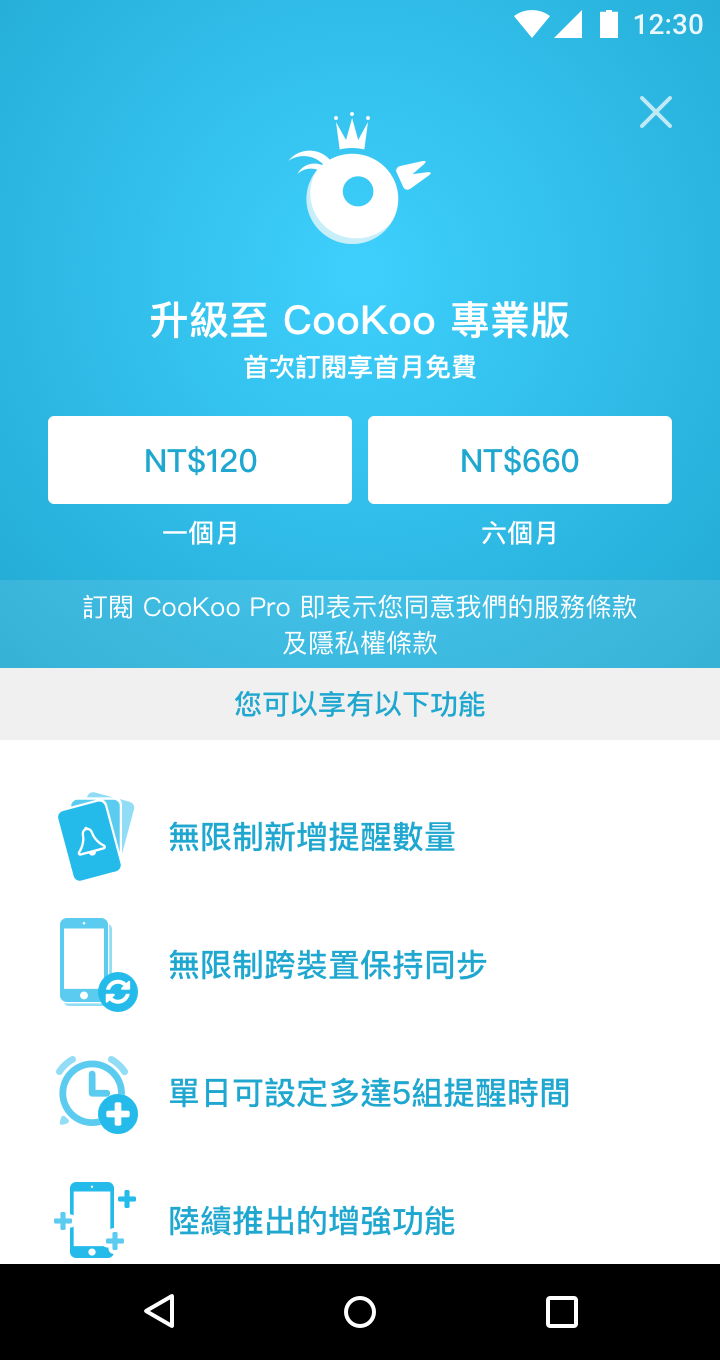 12:30
升級至 CooKoo 專業版
首次訂閱享首月免費
NT$120
NT$660
一個月
六個月
訂閱 CooKoo Pro 即表示您同意我們的服務條款
及隱私權條款
您可以享有以下功能
無限制新增提醒數量
無限制跨裝置保持同步
單日可設定多達5組提醒時間
陸續推出的增強功能